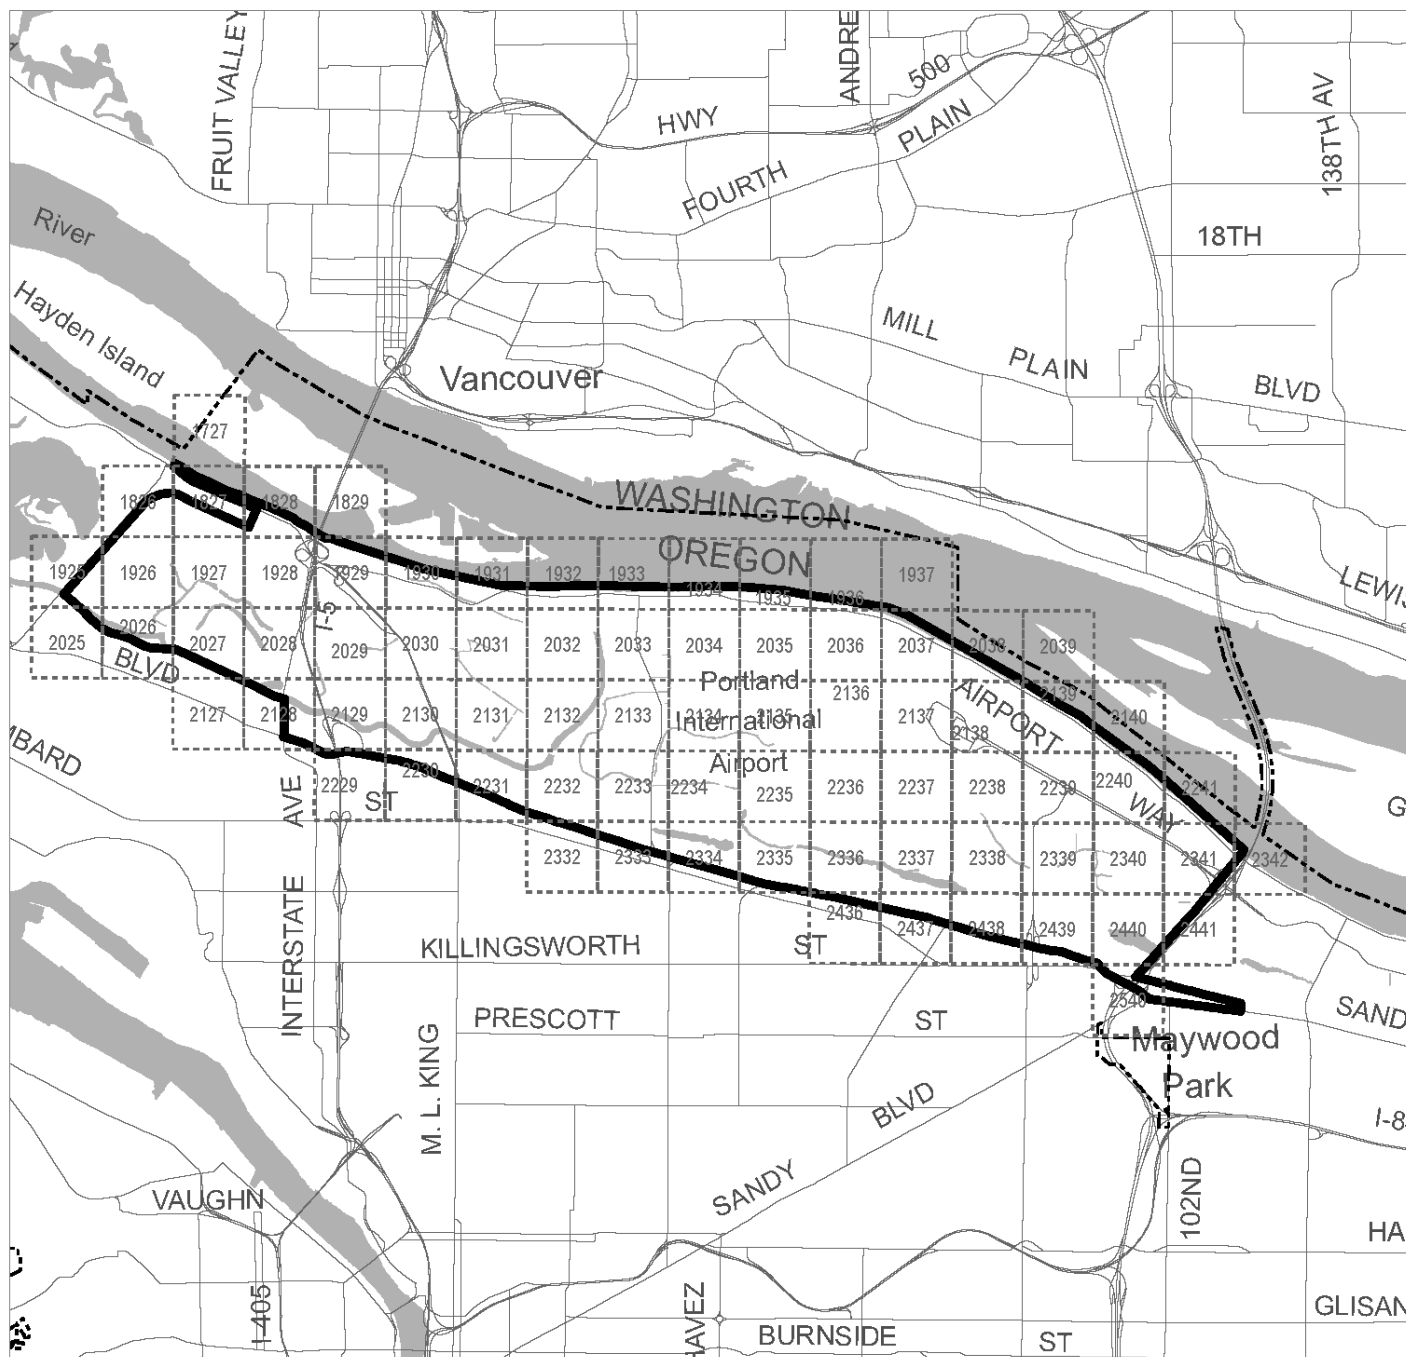 FRUIT VALLEY
ANDRE
500
HWY
PLAIN
138TH AV
FOURTH
River
18TH
Hayden Island
MILL
PLAIN
BLVD
Vancouver
1727
WASHINGTON
1826
1827
1828
1829
OREGON
LEWIS
1925
1926
1927
1928
1929
1930
1931
1932
1933
1934
1935
1936
1937
I-5
2025
2026
2027
2028
2029
2030
2031
2032
2033
2034
2035
2036
2037
2038
2039
BLVD
Portland
International
Airport
AIRPORT
WAY
2127
2128
2129
2130
2131
2132
2133
2134
2135
2136
2137
2138
2139
2140
MBARD
AVE
2229
ST
2230
2231
2232
2233
2234
2235
2236
2237
2238
2239
2240
2241
G
2332
2333
2334
2335
2336
2337
2338
2339
2340
2341
2342
INTERSTATE
KILLINGSWORTH
ST
2436
2437
2438
2439
2440
2441
2540
SAND
PRESCOTT
ST
Maywood
Park
M. L. KING
BLVD
I-8
SANDY
VAUGHN
102ND
HA
I-405
HAVEZ
BURNSIDE
ST
GLISAN